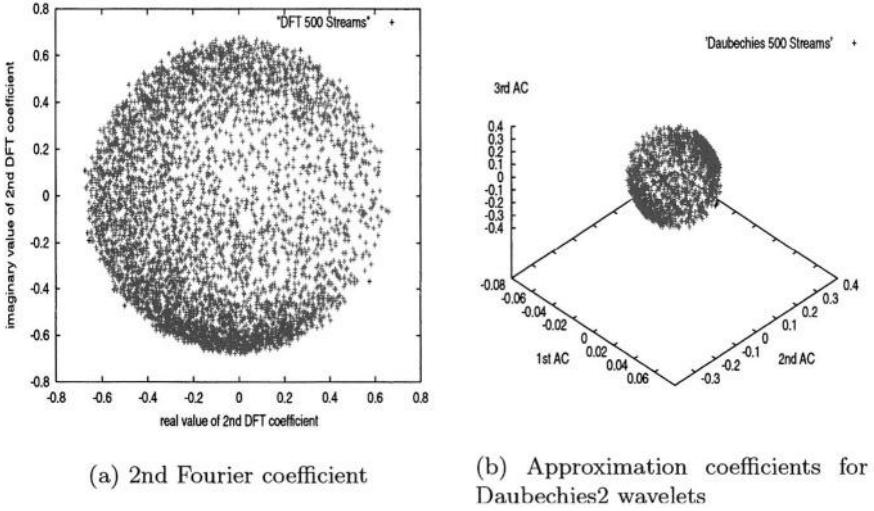 "DFT 500 Streams" +
imaginary value of 2nd DFT coefficient
0.8
0.6
0.4
0.2
0
-0.2
-0.4
-0.6
-0.8
-0.8 -0.6 -0.4 -0.2 0 0.2 0.4 0.6 0.8
real value of 2nd DFT coefficient
(a) 2nd Fourier coefficient
'Daubechies 500 Streams' +
3rd AC
0.4
0.3
0.2
0.1
0
-0.1
-0.2
-0.3
-0.4
-0.08 -0.06 -0.04 -0.02 0 0.02 0.04 0.06
1st AC
-0.3 -0.2 -0.1 0 0.1 0.2 0.3 0.4
2nd AC
(b) Approximation coefficients for
Daubechies2 wavelets